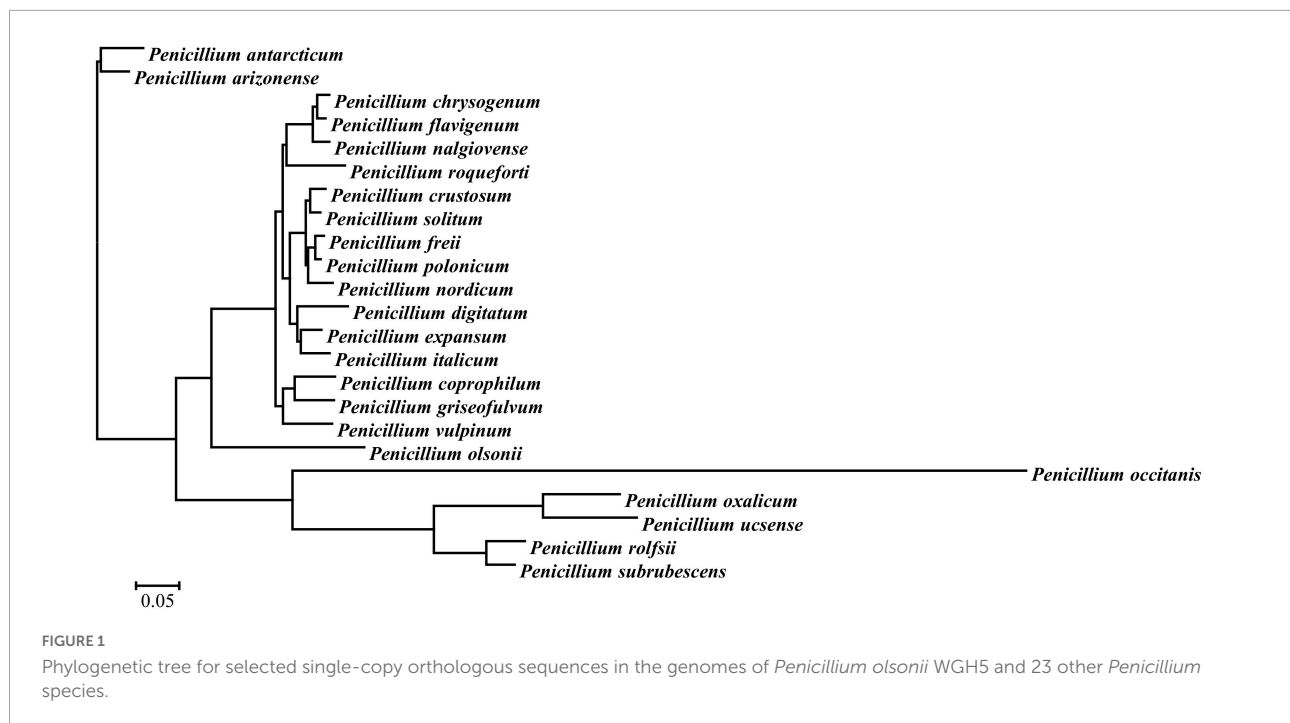 Penicillium antarcticum
Penicillium arizonense
Penicillium chrysogenum
Penicillium flavigenum
Penicillium nalgiovense
Penicillium roqueforti
Penicillium crustosum
Penicillium solitum
Penicillium freii
Penicillium polonicum
Penicillium nordicum
Penicillium digitatum
Penicillium expansum
Penicillium italicum
Penicillium coprophilum
Penicillium griseofulvum
Penicillium vulpinum
Penicillium olsonii
Penicillium occitanis
Penicillium oxalicum
Penicillium ucsense
Penicillium rolfsii
Penicillium subrubescens
0.05
FIGURE 1
Phylogenetic tree for selected single-copy orthologous sequences in the genomes of Penicillium olsonii WGH5 and 23 other Penicillium
species.